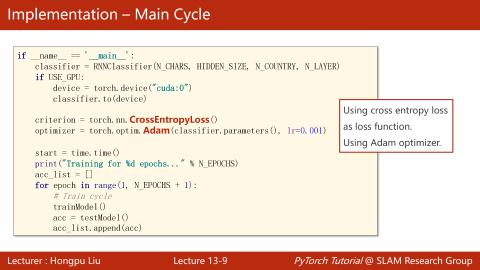 Implementation – Main Cycle
if __name__ == '__main__':
    classifier = RNNClassifier(N_CHARS, HIDDEN_SIZE, N_COUNTRY, N_LAYER)
    if USE_GPU:
        device = torch.device("cuda:0")
        classifier.to(device)
    criterion = torch.nn.CrossEntropyLoss()
    optimizer = torch.optim.Adam(classifier.parameters(), lr=0.001)
    start = time.time()
    print("Training for %d epochs..." % N_EPOCHS)
    acc_list = []
    for epoch in range(1, N_EPOCHS + 1):
        # Train cycle
        trainModel()
        acc = testModel()
        acc_list.append(acc)
Using cross entropy loss
as loss function.
Using Adam optimizer.
Lecturer : Hongpu Liu
Lecture 13-9
PyTorch Tutorial @ SLAM Research Group